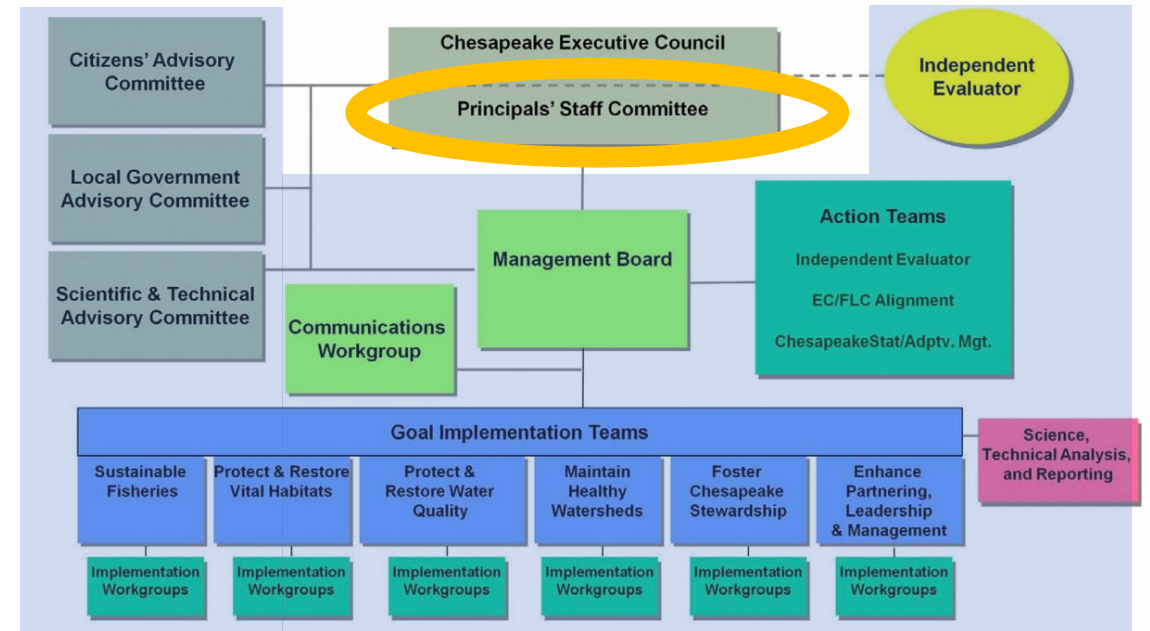 Citizens' Advisory
Committee
Chesapeake Executive Council
Principals' Staff Committee
Independent
Evaluator
Local Government
Advisory Committee
Scientific & Technical
Advisory Committee
Management Board
Action Teams
Independent Evaluator
EC/FLC Alignment
ChesapeakeStat/Adptv. Mgt.
Communications
Workgroup
Goal Implementation Teams
Sustainable
Fisheries
Protect & Restore
Vital Habitats
Protect &
Restore Water
Quality
Maintain
Healthy
Watersheds
Foster
Chesapeake
Stewardship
Enhance
Partnering,
Leadership
& Management
Science,
Technical Analysis,
and Reporting
Implementation
Workgroups
Implementation
Workgroups
Implementation
Workgroups
Implementation
Workgroups
Implementation
Workgroups
Implementation
Workgroups